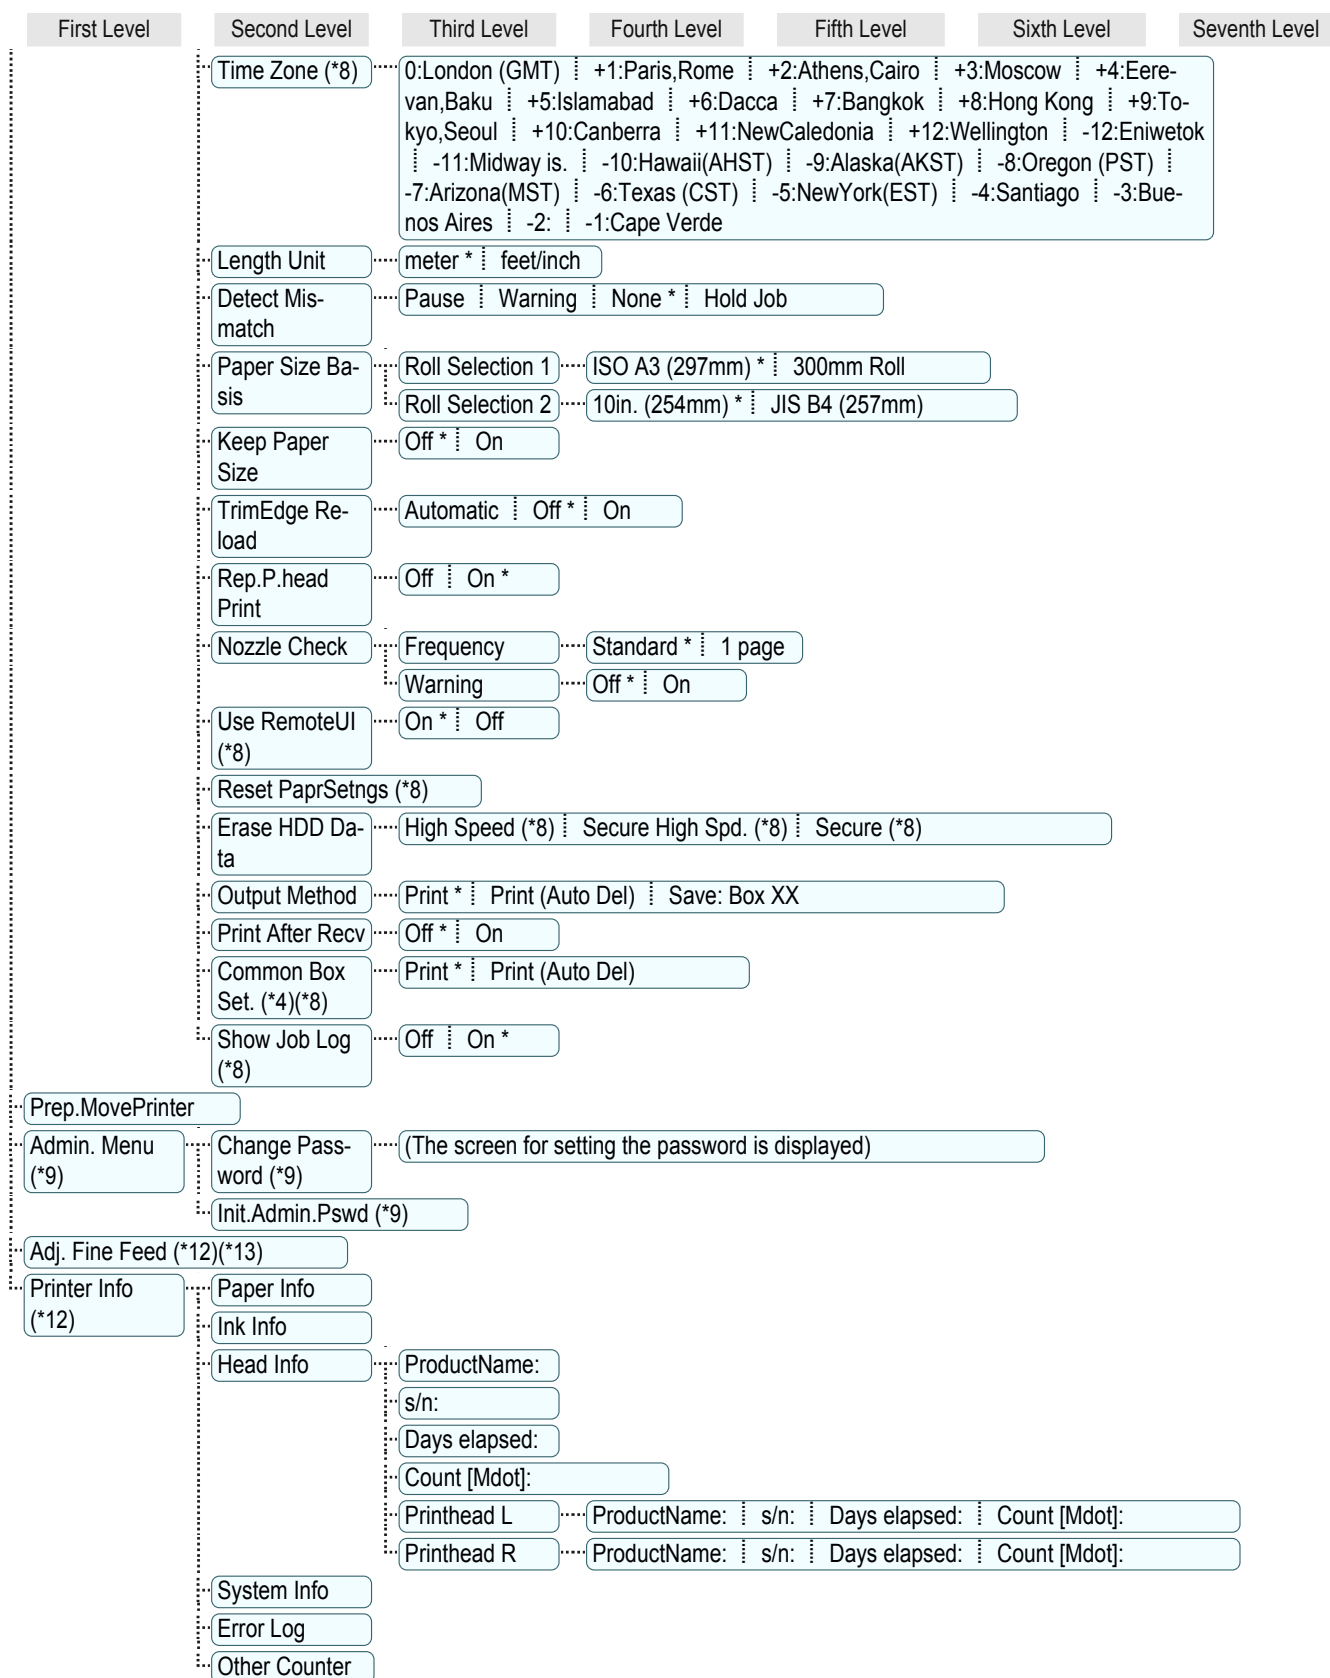 First Level Second Level Third Level Fourth Level Fifth Level Sixth Level Seventh Level
Time Zone (*8) 0:London (GMT) +1:Paris,Rome +2:Athens,Cairo +3:Moscow +4:Eere-
van,Baku +5:Islamabad +6:Dacca +7:Bangkok +8:Hong Kong +9:To-
kyo,Seoul +10:Canberra +11:NewCaledonia +12:Wellington -12:Eniwetok
-11:Midway is. -10:Hawaii(AHST) -9:Alaska(AKST) -8:Oregon (PST)
-7:Arizona(MST) -6:Texas (CST) -5:NewYork(EST) -4:Santiago -3:Bue-
nos Aires -2: -1:Cape Verde
Length Unit meter * feet/inch
Detect Mis-
match
Pause Warning None * Hold Job
Paper Size Ba-
sis
Roll Selection 1 ISO A3 (297mm) * 300mm Roll
Roll Selection 2 10in. (254mm) * JIS B4 (257mm)
Keep Paper
Size
Off * On
TrimEdge Re-
load
Automatic Off * On
Rep.P.head
Print
Off On *
Nozzle Check Frequency Standard * 1 page
Warning Off * On
Use RemoteUI
(*8)
On * Off
Reset PaprSetngs (*8)
Erase HDD Da-
ta
High Speed (*8) Secure High Spd. (*8) Secure (*8)
Output Method Print * Print (Auto Del) Save: Box XX
Print After Recv Off * On
Common Box
Set. (*4)(*8)
Print * Print (Auto Del)
Show Job Log
(*8)
Off On *
Prep.MovePrinter
Admin. Menu
(*9)
Change Pass-
word (*9)
(The screen for setting the password is displayed)
Init.Admin.Pswd (*9)
Adj. Fine Feed (*12)(*13)
Printer Info
(*12)
Paper Info
Ink Info
Head Info ProductName:
s/n:
Days elapsed:
Count [Mdot]:
Printhead L ProductName: s/n: Days elapsed: Count [Mdot]:
Printhead R ProductName: s/n: Days elapsed: Count [Mdot]:
System Info
Error Log
Other Counter